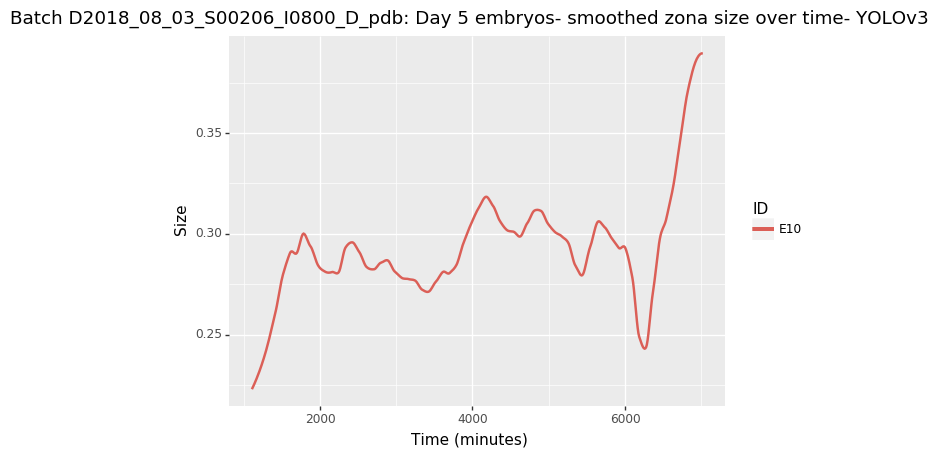 Batch D2018_08_03_S00206_I0800_D_pdb: Day 5 embryos- smoothed zona size over time- YOLOv3
0.35
0.30
0.25
Size
2000 4000 6000
Time (minutes)
ID
E10